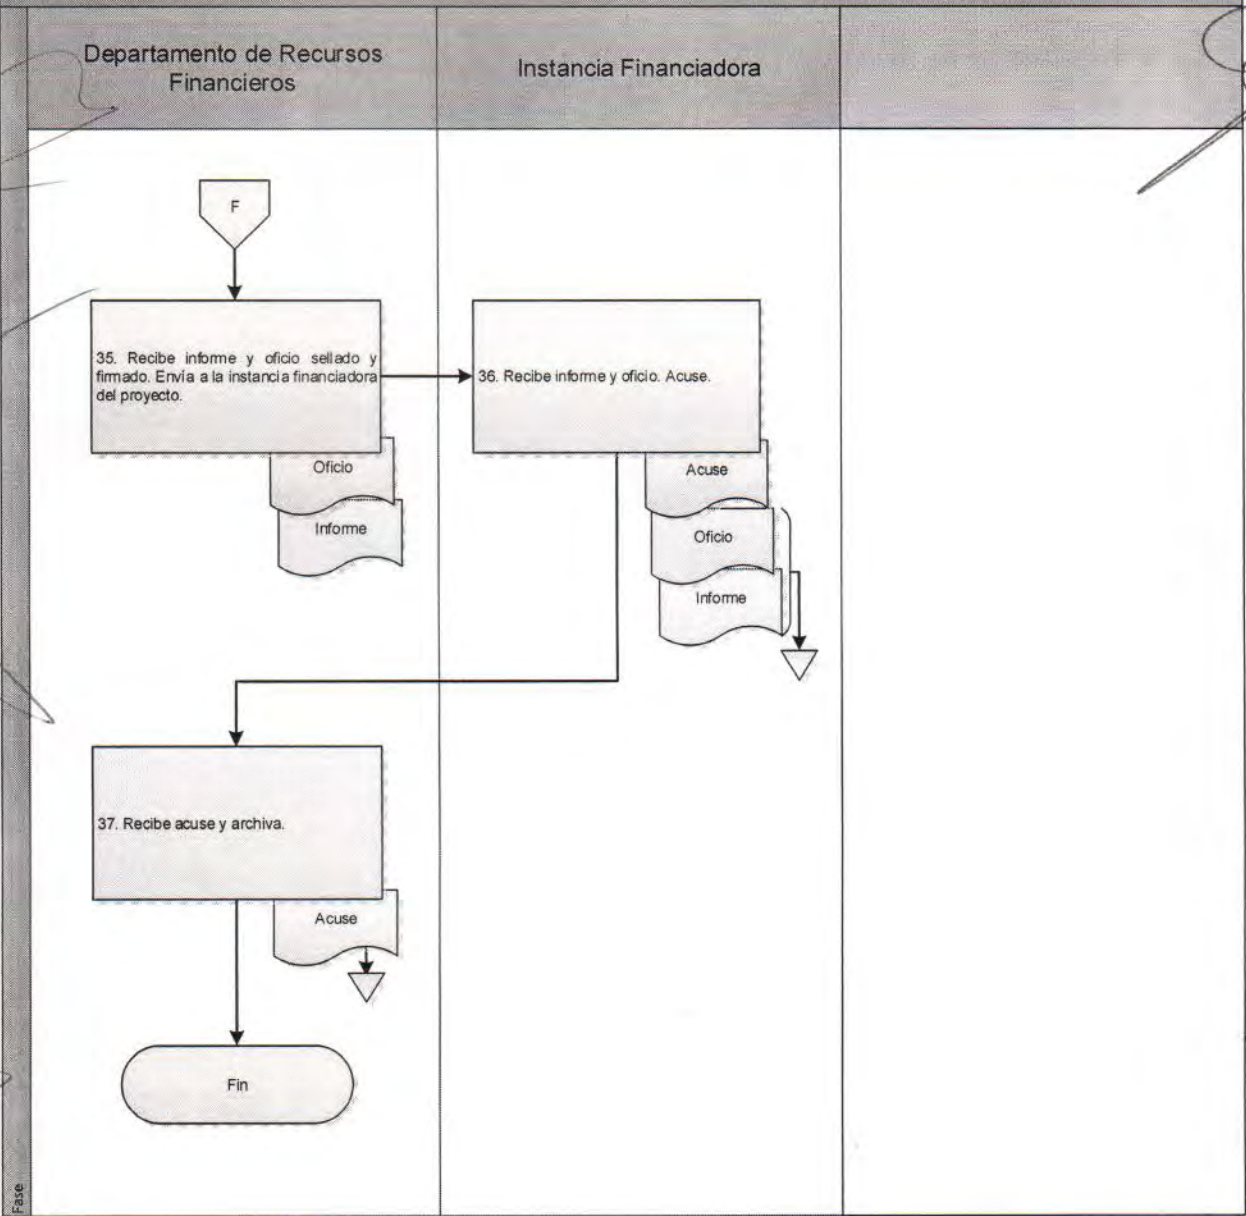 Departamento de Recursos
Financieros
Instancia Financiadora
F
35. Recibe informe y oficio sellado y
firmado. Envía a la instancia financiadora
del proyecto.
Oficio
Informe
36. Recibe informe y oficio. Acuse.
Acuse
Oficio
Informe
37. Recibe acuse y archiva.
Acuse
Fin
Fase